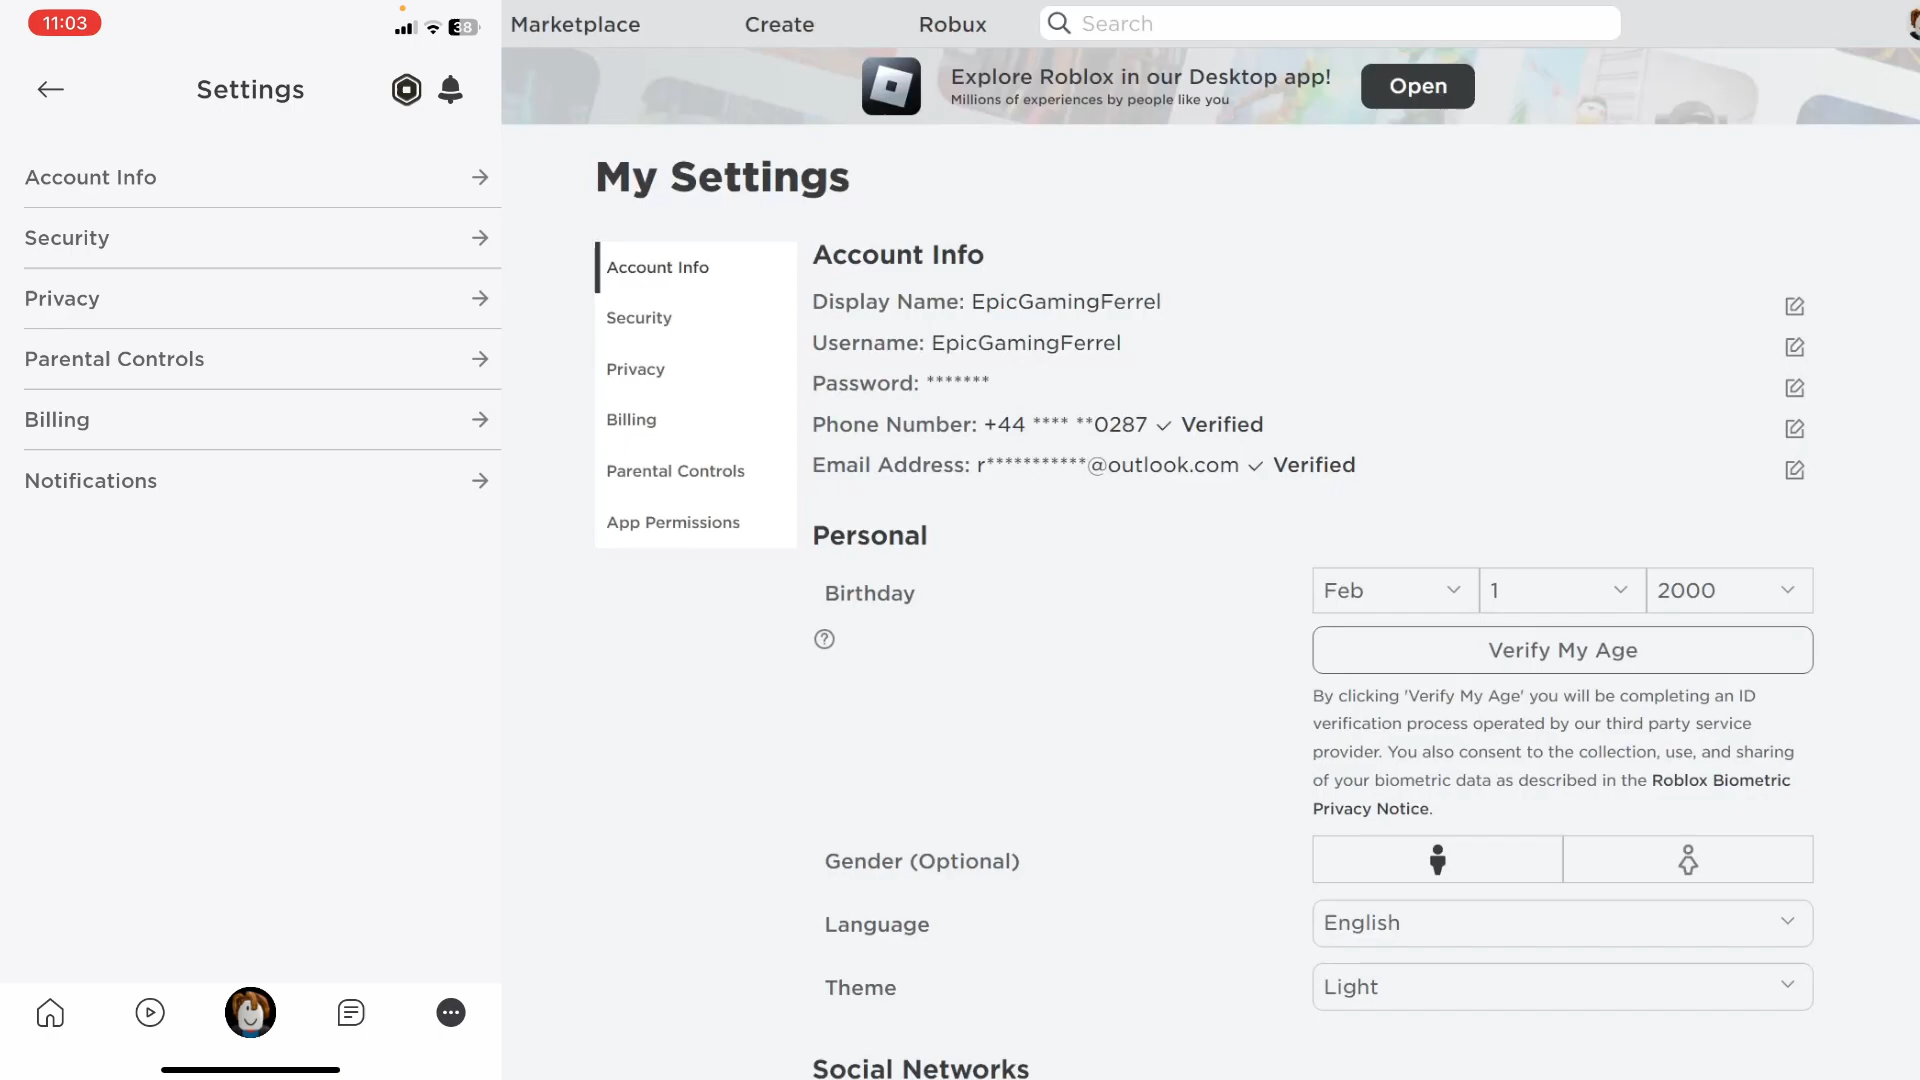 11:03
38
Settings
Account Info
Security
Privacy
Parental Controls
Billing
Notifications
Marketplace
Create
Robux
Search
Explore Roblox in our Desktop app!
Millions of experiences by people like you
Open
My Settings
Account Info
Security
Privacy
Billing
Parental Controls
App Permissions
Account Info
Display Name: EpicGamingFerrel
Username: EpicGamingFerrel
Password: *******
Phone Number: +44 **** **0287 ✓ Verified
Email Address: r***********@outlook.com ✓ Verified
Personal
Birthday
Feb
1
2000
Verify My Age
By clicking 'Verify My Age' you will be completing an ID
verification process operated by our third party service
provider. You also consent to the collection, use, and sharing
of your biometric data as described in the Roblox Biometric
Privacy Notice.
Gender (Optional)
Language
English
Theme
Light
Social Networks